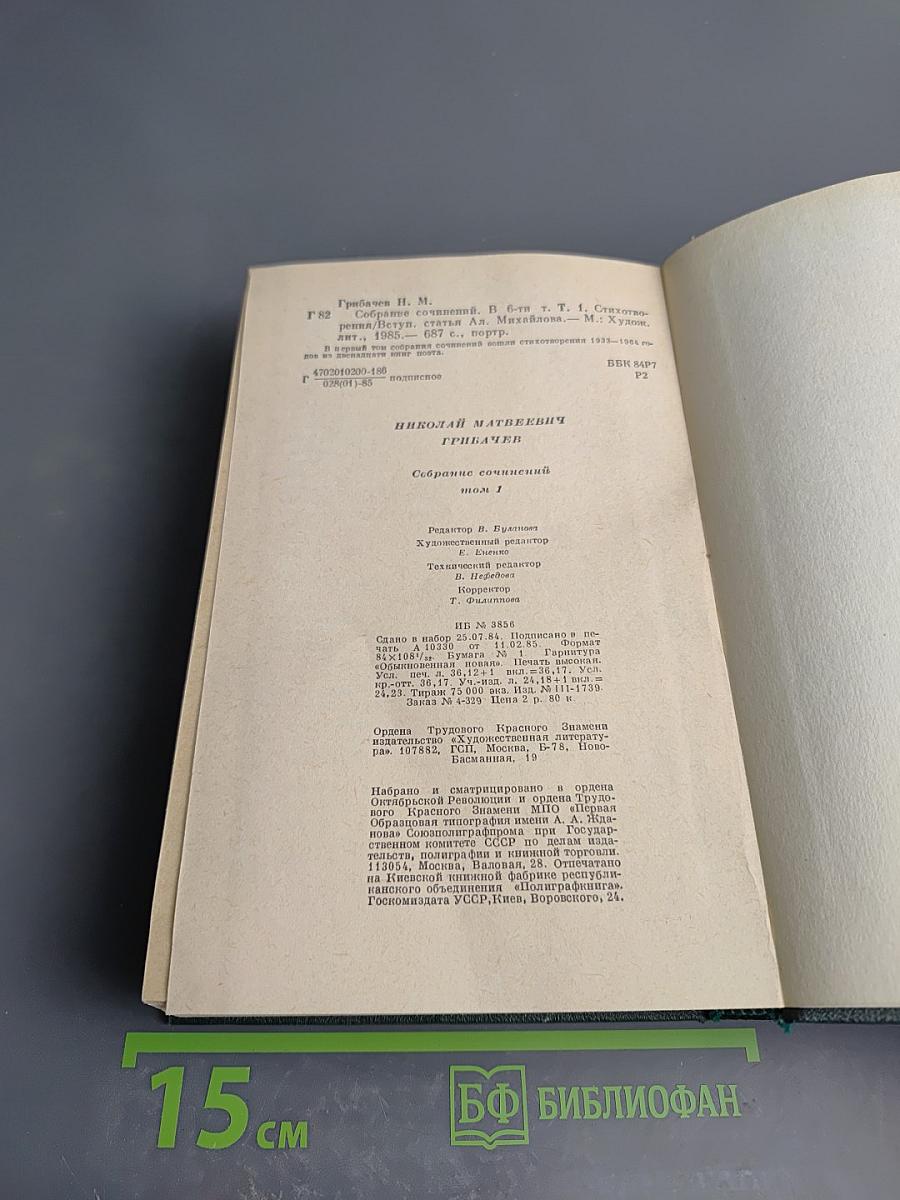 Грибачев Н. М.
Г 82 Собрание сочинений. В 6-ти т. Т. 1. Стихотво-
рения/Вступ. статья Ал. Михайлова.— М.: Худож.
лит., 1985.— 687 с., портр.
В первый том собрания сочинений вошли стихотворения 1933—1964 го-
дов из двенадцати книг поэта.
Г 4702010200-186 подписное
028(01)-85
ББК 84Р7
Р2
НИКОЛАЙ МАТВЕЕВИЧ
ГРИБАЧЕВ
Собрание сочинений
том 1
Редактор В. Буланова
Художественный редактор
Е. Ененко
Технический редактор
В. Нефедова
Корректор
Т. Филиппова
ИБ № 3856
Сдано в набор 25.07.84. Подписано в пе-
чать А 10330 от 11.02.85. Формат
84×108¹/₃₂. Бумага № 1. Гарнитура
«Обыкновенная новая». Печать высокая.
Усл. печ. л. 36,12+1 вкл.=36,17. Усл.
кр.-отт. 36,17. Уч.-изд. л. 24,18+1 вкл.=
24,23. Тираж 75 000 экз. Изд. № III-1739.
Заказ № 4-329 Цена 2 р. 80 к.
Ордена Трудового Красного Знамени
издательство «Художественная литерату-
ра». 107882, ГСП, Москва, Б-78, Ново-
Басманная, 19
Набрано и сматрицировано в ордена
Октябрьской Революции и ордена Трудо-
вого Красного Знамени МПО «Первая
Образцовая типография имени А. А. Жда-
нова» Союзполиграфпрома при Государ-
ственном комитете СССР по делам изда-
тельств, полиграфии и книжной торговли.
113054, Москва, Валовая, 28. Отпечатано
на Киевской книжной фабрике республи-
канского объединения «Полиграфкнига».
Госкомиздата УССР, Киев, Воровского, 24.
15 см
БФ БИБЛИОФАН